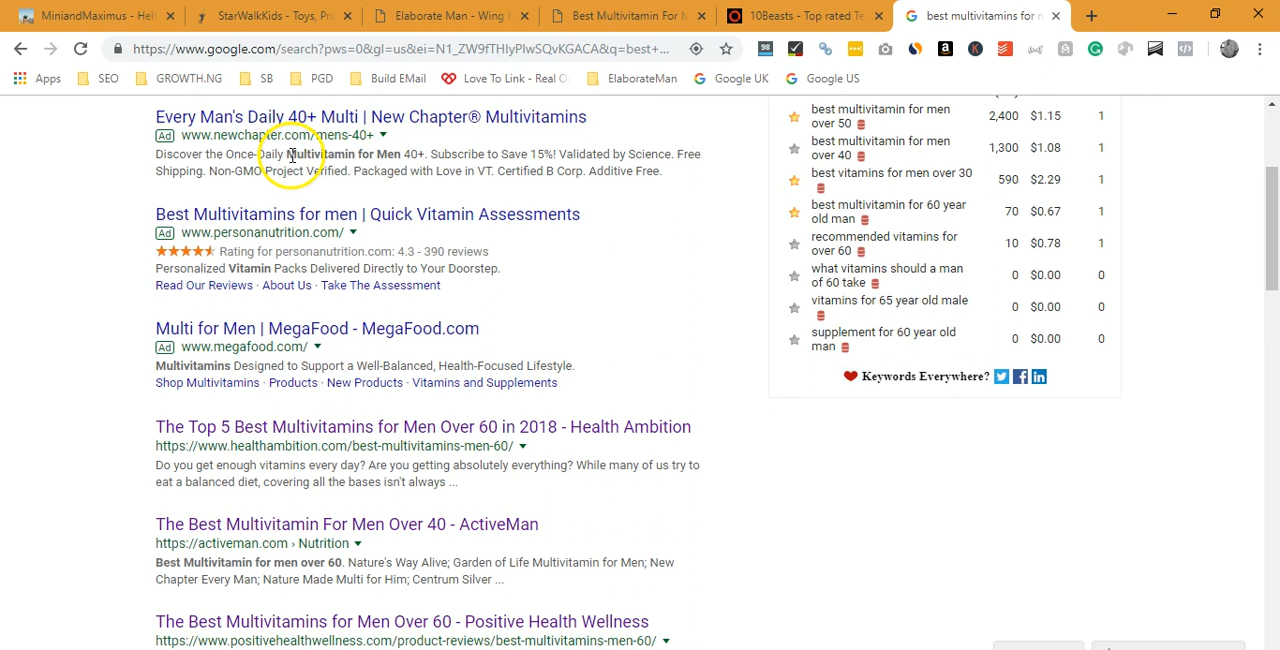 MiniandMaximus - Hel
StarWalkKids - Toys, Pr
Elaborate Man - Wing
Best Multivitamin For M
10Beasts - Top rated Te
best multivitamins for m
https://www.google.com/search?pws=0&gl=us&ei=N1_ZW9fTHIyPIwSQvKGACA&q=best+...
98
Apps
SEO
GROWTH.NG
SB
PGD
Build EMail
Love To Link - Real O
ElaborateMan
Google UK
Google US
Every Man's Daily 40+ Multi | New Chapter® Multivitamins
Ad www.newchapter.com/mens-40+
Discover the Once-Daily Multivitamin for Men 40+. Subscribe to Save 15%! Validated by Science. Free
Shipping. Non-GMO Project Verified. Packaged with Love in VT. Certified B Corp. Additive Free.
Best Multivitamins for men | Quick Vitamin Assessments
Ad www.personanutrition.com/
Rating for personanutrition.com: 4.3 - 390 reviews
Personalized Vitamin Packs Delivered Directly to Your Doorstep.
Read Our Reviews · About Us · Take The Assessment
Multi for Men | MegaFood - MegaFood.com
Ad www.megafood.com/
Multivitamins Designed to Support a Well-Balanced, Health-Focused Lifestyle.
Shop Multivitamins · Products · New Products · Vitamins and Supplements
The Top 5 Best Multivitamins for Men Over 60 in 2018 - Health Ambition
https://www.healthambition.com/best-multivitamins-men-60/
Do you get enough vitamins every day? Are you getting absolutely everything? While many of us try to
eat a balanced diet, covering all the bases isn't always ...
The Best Multivitamin For Men Over 40 - ActiveMan
https://activeman.com › Nutrition
Best Multivitamin for men over 60. Nature's Way Alive; Garden of Life Multivitamin for Men; New
Chapter Every Man; Nature Made Multi for Him; Centrum Silver ...
The Best Multivitamins for Men Over 60 - Positive Health Wellness
https://www.positivehealthwellness.com/product-reviews/best-multivitamins-men-60/
best multivitamin for men
over 50 2,400 $1.15 1
best multivitamin for men
over 40 1,300 $1.08 1
best vitamins for men over 30 590 $2.29 1
best multivitamin for 60 year
old man 70 $0.67 1
recommended vitamins for
over 60 10 $0.78 1
what vitamins should a man
of 60 take 0 $0.00 0
vitamins for 65 year old male 0 $0.00 0
supplement for 60 year old
man 0 $0.00 0
Keywords Everywhere?